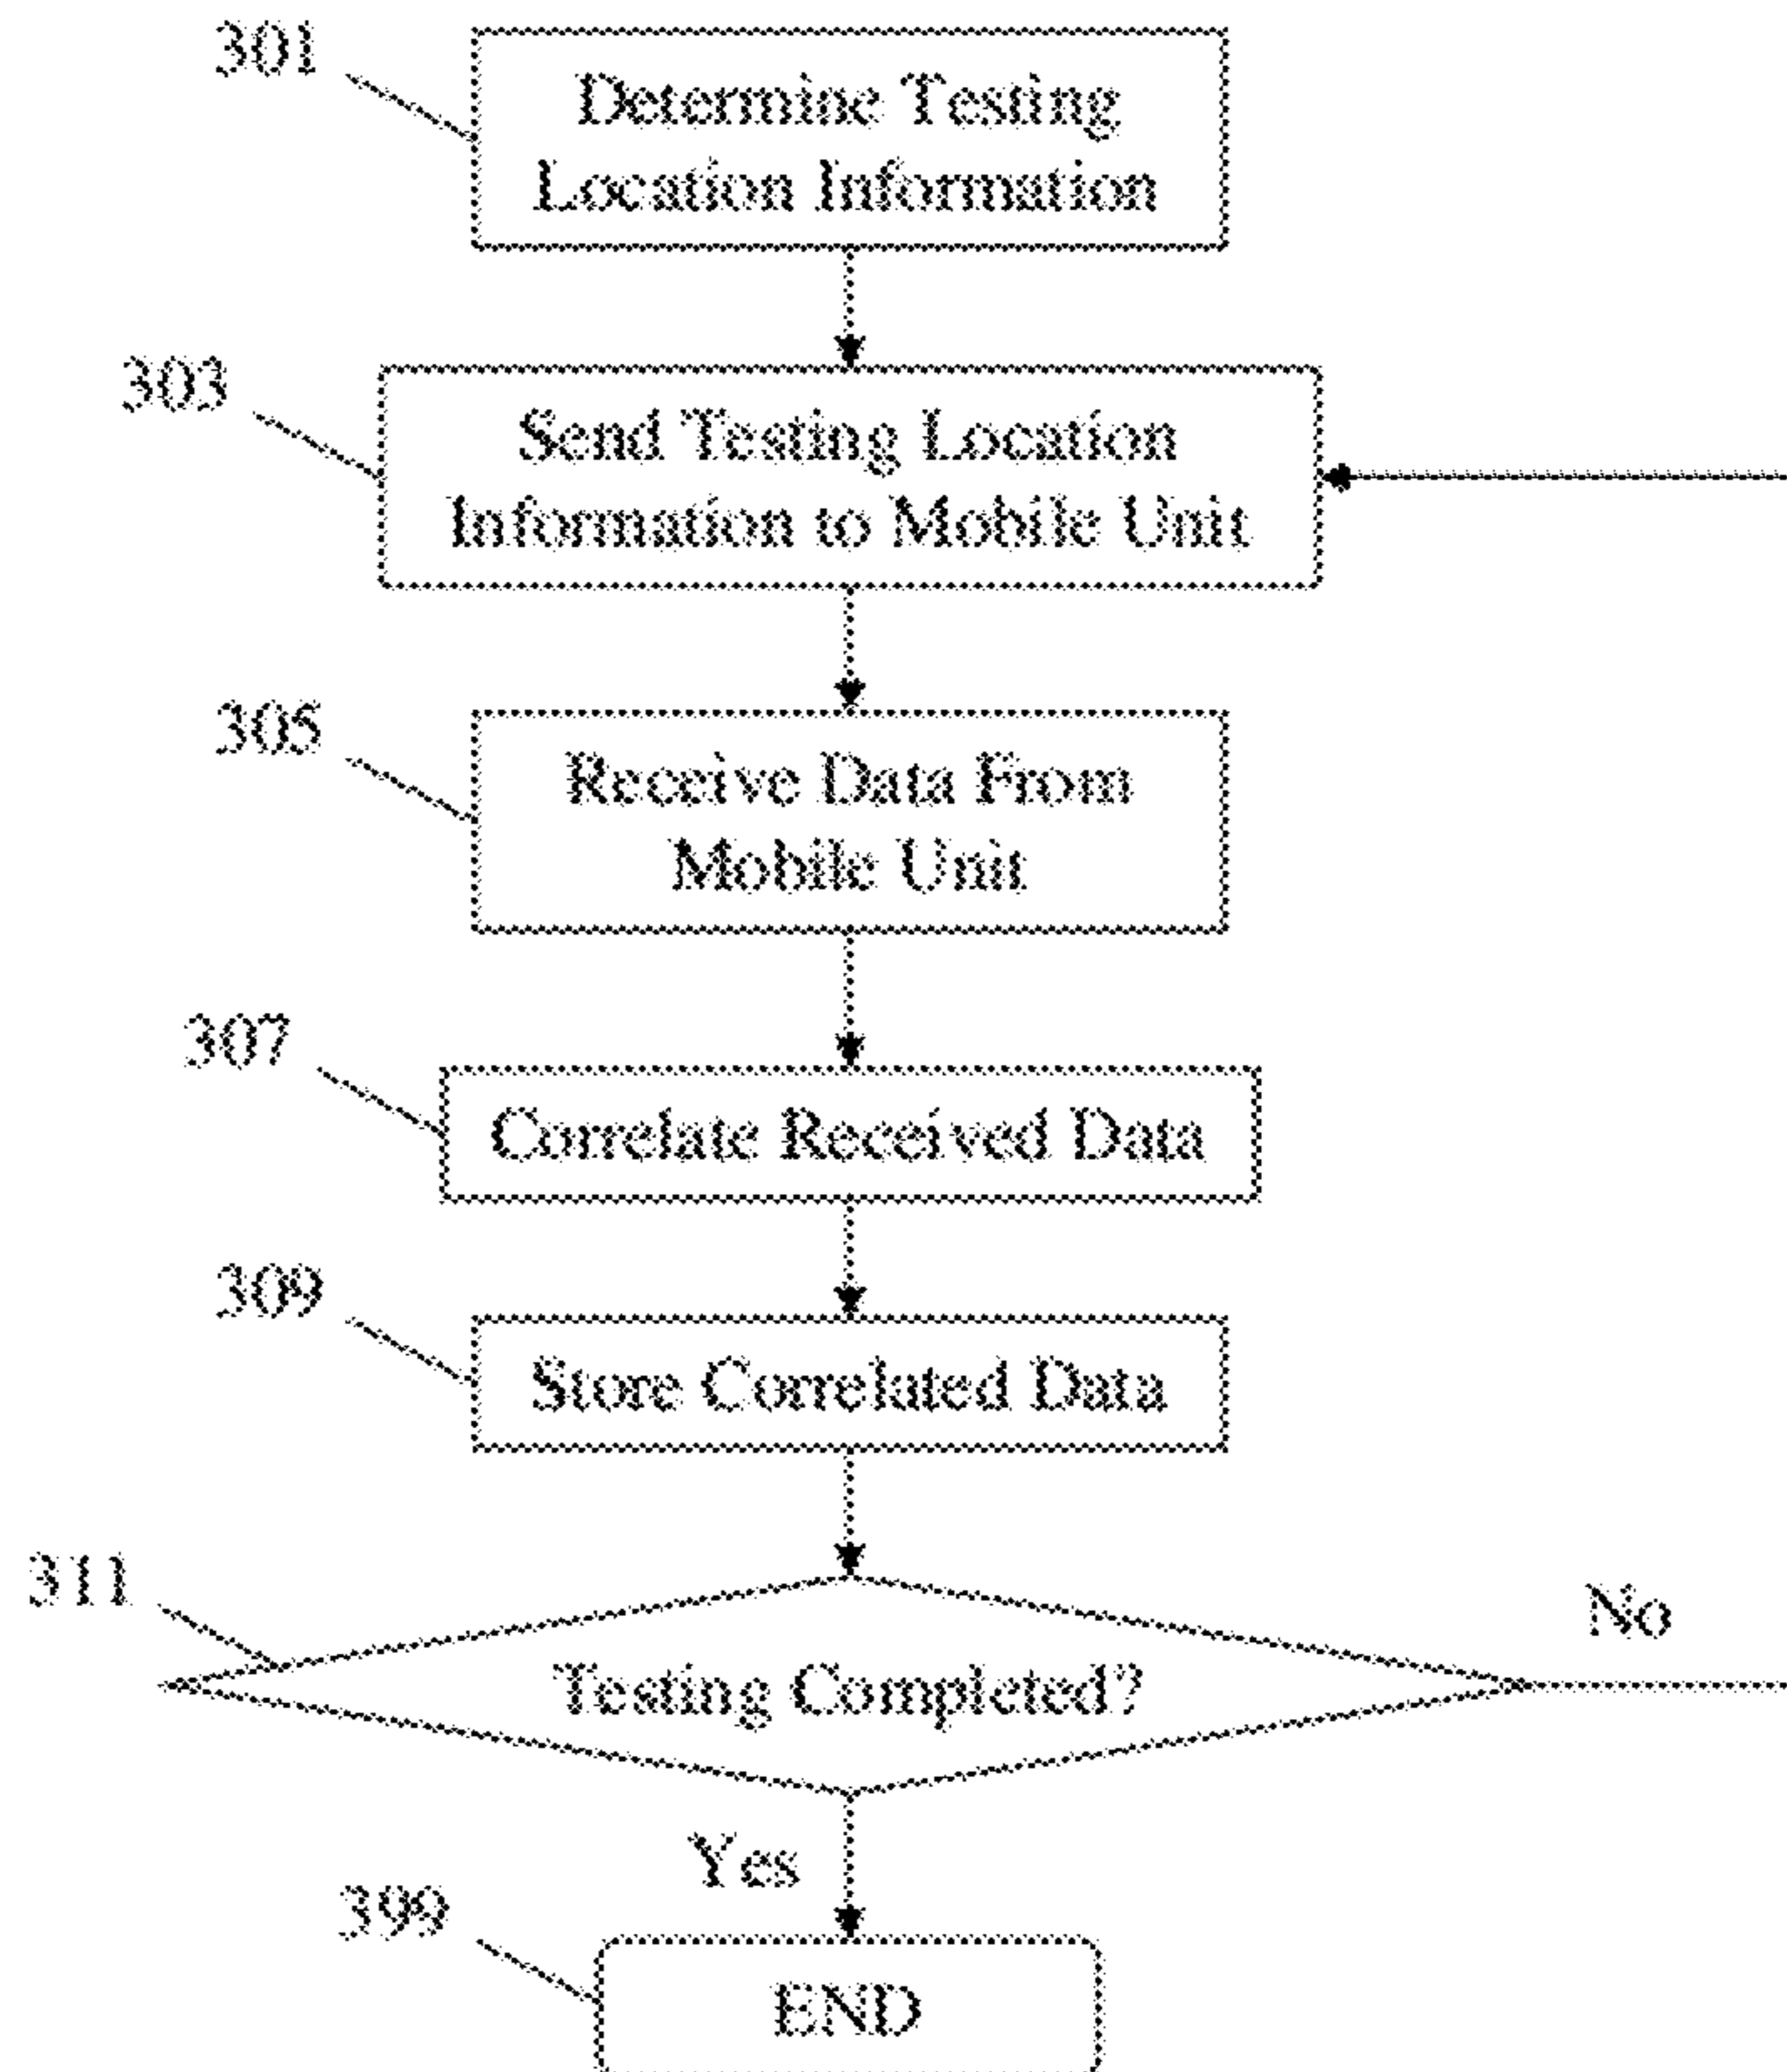 301
Determine Testing
Location Information
303
Send Testing Location
Information to Mobile Unit
305
Receive Data From
Mobile Unit
307
Correlate Received Data
309
Store Correlated Data
311
Testing Completed?
No
Yes
399
END